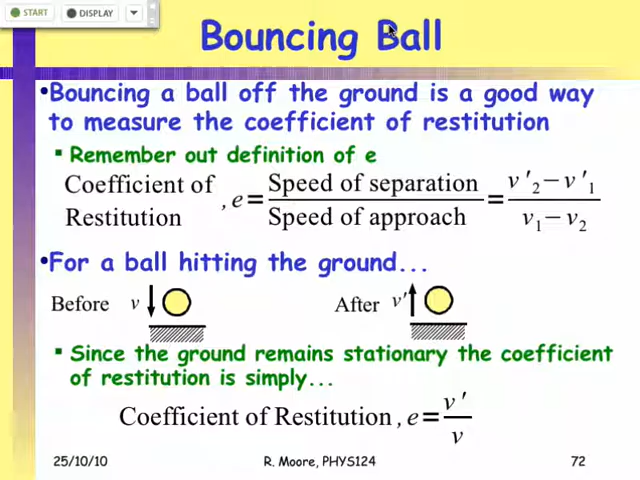 START DISPLAY
Bouncing Ball
•Bouncing a ball off the ground is a good way
to measure the coefficient of restitution
▪ Remember out definition of e
Coefficient of Restitution , e = Speed of separation / Speed of approach = v′₂ − v′₁ / v₁ − v₂
•For a ball hitting the ground...
Before v After v′
▪ Since the ground remains stationary the coefficient
of restitution is simply...
Coefficient of Restitution , e = v′ / v
25/10/10 R. Moore, PHYS124 72